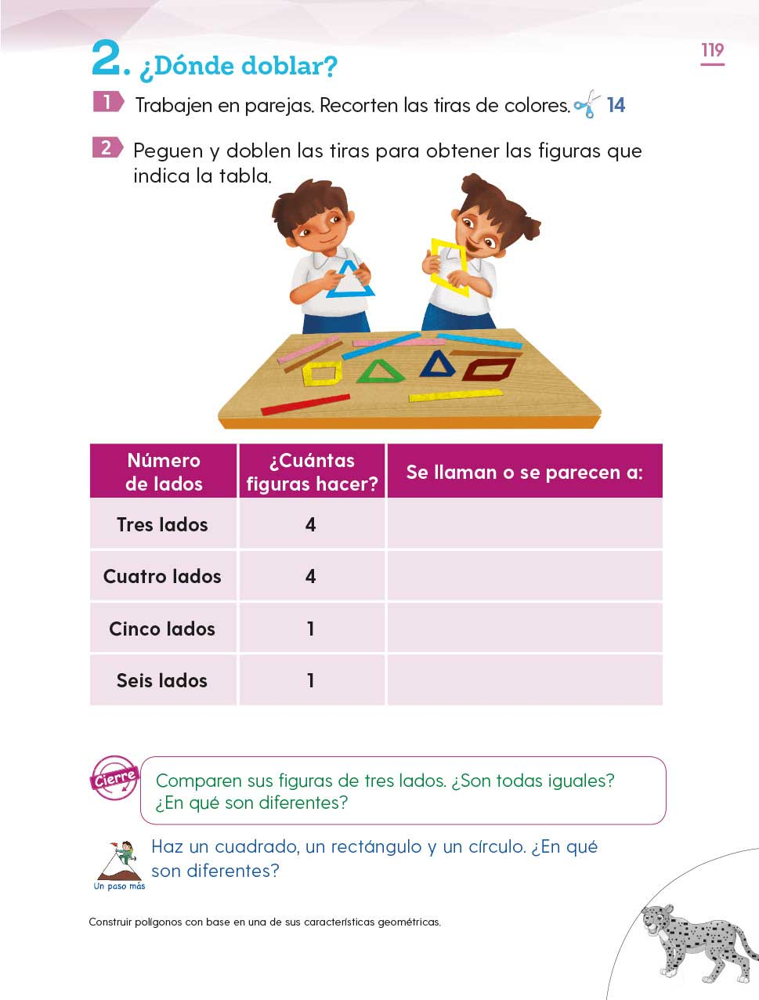 119
2. ¿Dónde doblar?
1 Trabajen en parejas. Recorten las tiras de colores. 14
2 Peguen y doblen las tiras para obtener las figuras que
indica la tabla.
Número de lados ¿Cuántas figuras hacer? Se llaman o se parecen a:
Tres lados 4
Cuatro lados 4
Cinco lados 1
Seis lados 1
Cierre
Comparen sus figuras de tres lados. ¿Son todas iguales?
¿En qué son diferentes?
Haz un cuadrado, un rectángulo y un círculo. ¿En qué
son diferentes?
Un paso más
Construir polígonos con base en una de sus características geométricas.